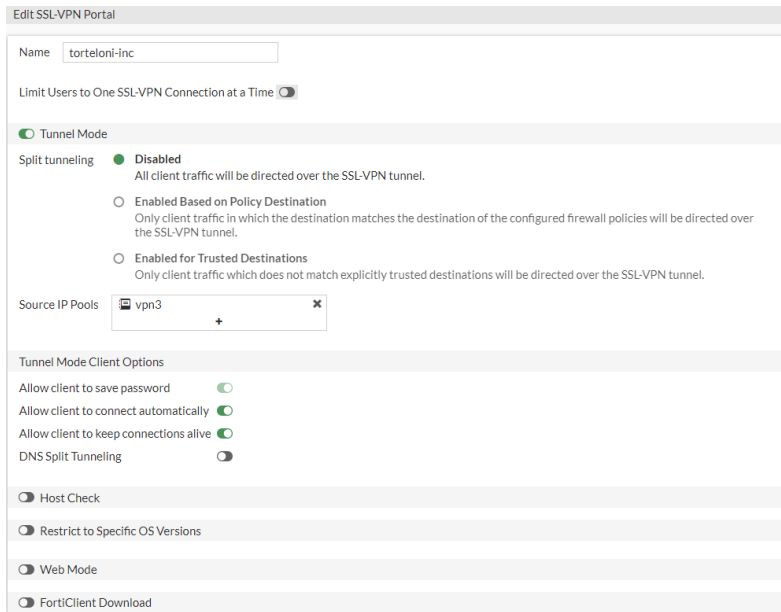 Edit SSL-VPN Portal
Name torteloni-inc
Limit Users to One SSL-VPN Connection at a Time
Tunnel Mode
Split tunneling Disabled
All client traffic will be directed over the SSL-VPN tunnel.
Enabled Based on Policy Destination
Only client traffic in which the destination matches the destination of the configured firewall policies will be directed over
the SSL-VPN tunnel.
Enabled for Trusted Destinations
Only client traffic which does not match explicitly trusted destinations will be directed over the SSL-VPN tunnel.
Source IP Pools vpn3
Tunnel Mode Client Options
Allow client to save password
Allow client to connect automatically
Allow client to keep connections alive
DNS Split Tunneling
Host Check
Restrict to Specific OS Versions
Web Mode
FortiClient Download